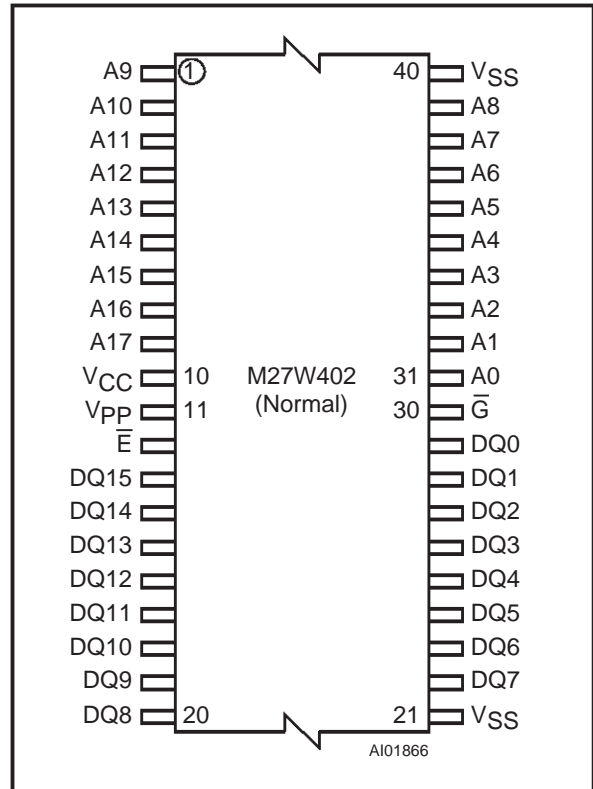 A9 1 40 VSS
A10 A8
A11 A7
A12 A6
A13 A5
A14 A4
A15 A3
A16 A2
A17 A1
VCC 10 M27W402 31 A0
VPP 11 (Normal) 30 G̅
E̅ DQ0
DQ15 DQ1
DQ14 DQ2
DQ13 DQ3
DQ12 DQ4
DQ11 DQ5
DQ10 DQ6
DQ9 DQ7
DQ8 20 21 VSS
AI01866